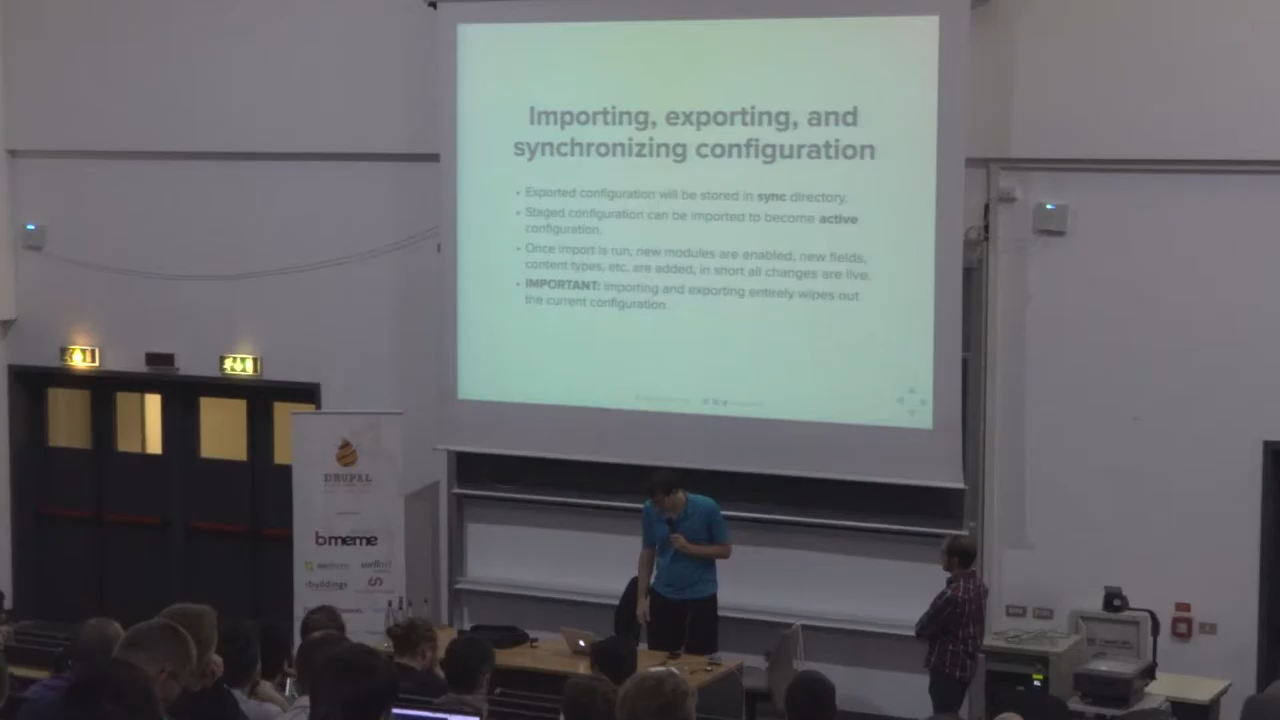 Importing, exporting, and
synchronizing configuration
• Exported configuration will be stored in sync directory.
• Staged configuration can be imported to become active
configuration.
• Once import is run, new modules are enabled, new fields,
content types, etc. are added, in short all changes are live.
• IMPORTANT: importing and exporting entirely wipes out
the current configuration.
DRUPAL
bmeme
ibuildings